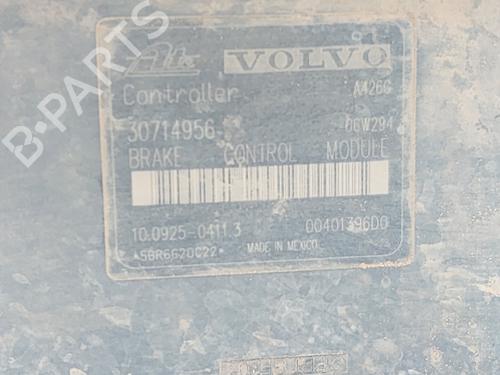 Ate VOLVO
Controller A426G
30714956 06W294
BRAKE CONTROL MODULE
10.0925-0411.3 00401396D0
*5BR6620C22* MADE IN MEXICO
B-PARTS